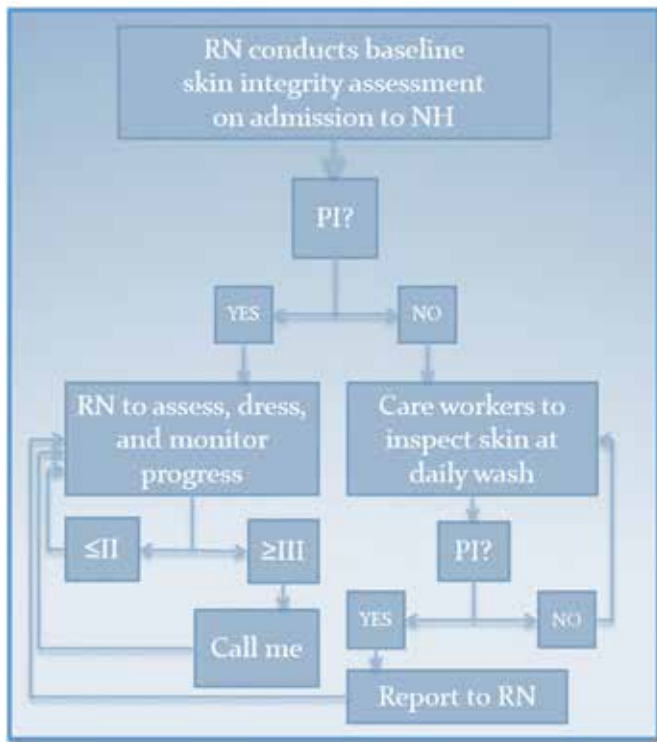 RN conducts baseline
skin integrity assessment
on admission to NH
PI?
YES
NO
RN to assess, dress,
and monitor
progress
Care workers to
inspect skin at
daily wash
≤II
≥III
PI?
Call me
YES
NO
Report to RN